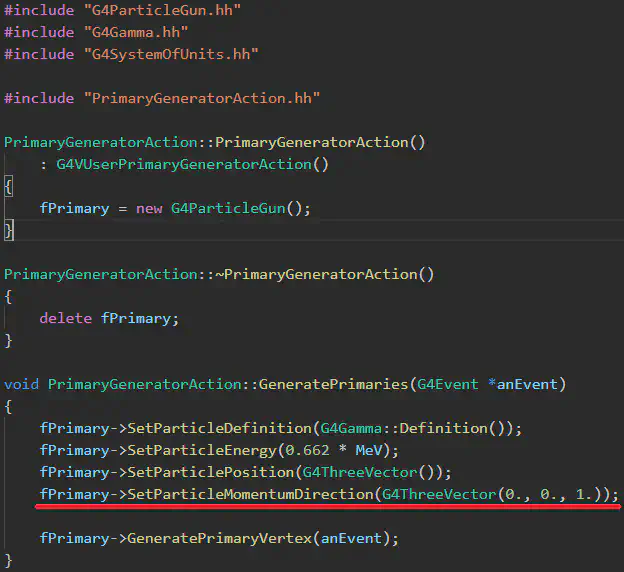 #include "G4ParticleGun.hh"
#include "G4Gamma.hh"
#include "G4SystemOfUnits.hh"
#include "PrimaryGeneratorAction.hh"
PrimaryGeneratorAction::PrimaryGeneratorAction()
    : G4VUserPrimaryGeneratorAction()
{
    fPrimary = new G4ParticleGun();
}
PrimaryGeneratorAction::~PrimaryGeneratorAction()
{
    delete fPrimary;
}
void PrimaryGeneratorAction::GeneratePrimaries(G4Event *anEvent)
{
    fPrimary->SetParticleDefinition(G4Gamma::Definition());
    fPrimary->SetParticleEnergy(0.662 * MeV);
    fPrimary->SetParticlePosition(G4ThreeVector());
    fPrimary->SetParticleMomentumDirection(G4ThreeVector(0., 0., 1.));
    fPrimary->GeneratePrimaryVertex(anEvent);
}